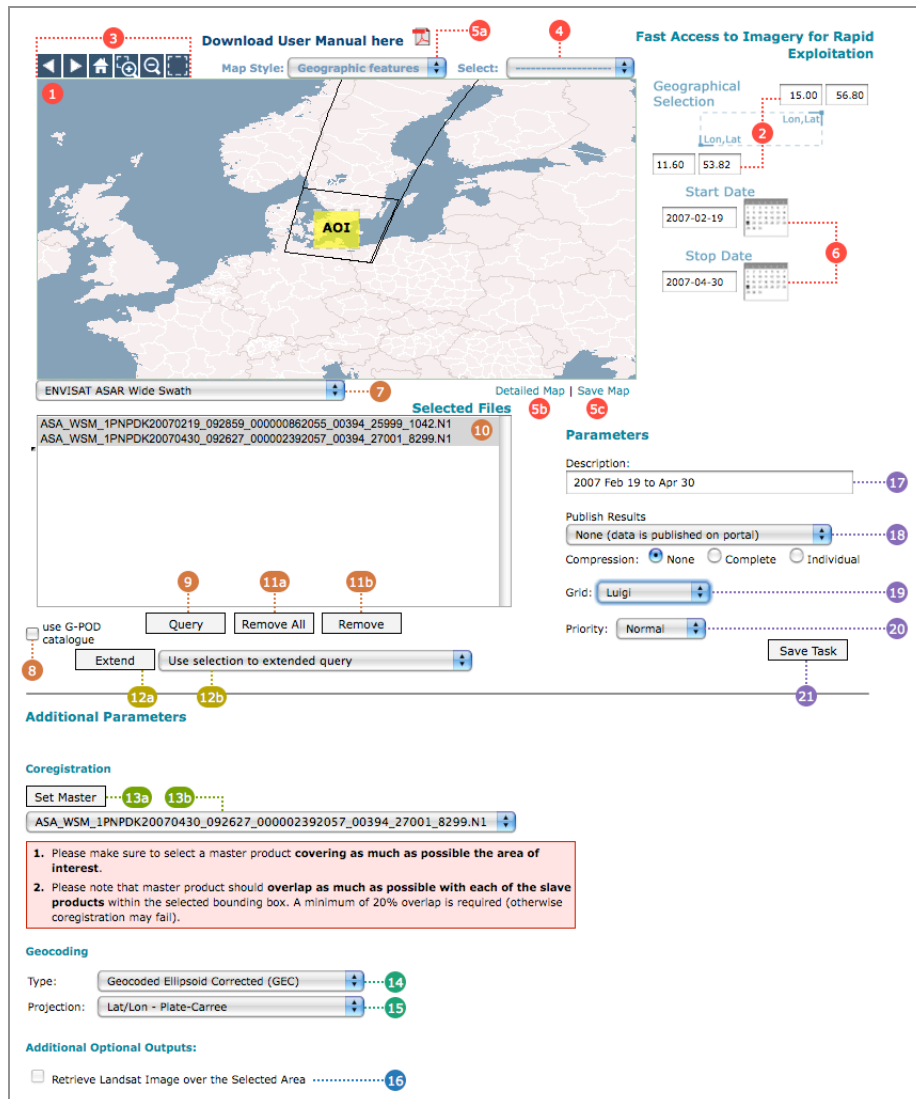 3
Download User Manual here
5a
4
Fast Access to Imagery for Rapid
Exploitation
Map Style: Geographic features Select: -------------------
1
Geographical
Selection
15.00 56.80
Lon,Lat
2
Lon,Lat
11.60 53.82
AOI
Start Date
2007-02-19
6
Stop Date
2007-04-30
ENVISAT ASAR Wide Swath
7
Detailed Map | Save Map
Selected Files
5b
5c
ASA_WSM_1PNPDK20070219_092859_000000862055_00394_25999_1042.N1
ASA_WSM_1PNPDK20070430_092627_000002392057_00394_27001_8299.N1
10
Parameters
Description:
2007 Feb 19 to Apr 30
17
Publish Results
None (data is published on portal)
18
Compression: None Complete Individual
9
11a
11b
Grid: Luigi
19
use G-POD
catalogue
Query
Remove All
Remove
Priority: Normal
20
8
Extend
Use selection to extended query
Save Task
12a
12b
21
Additional Parameters
Coregistration
Set Master
13a
13b
ASA_WSM_1PNPDK20070430_092627_000002392057_00394_27001_8299.N1
1. Please make sure to select a master product covering as much as possible the area of
interest.
2. Please note that master product should overlap as much as possible with each of the slave
products within the selected bounding box. A minimum of 20% overlap is required (otherwise
coregistration may fail).
Geocoding
Type: Geocoded Ellipsoid Corrected (GEC)
14
Projection: Lat/Lon - Plate-Carree
15
Additional Optional Outputs:
Retrieve Landsat Image over the Selected Area
16